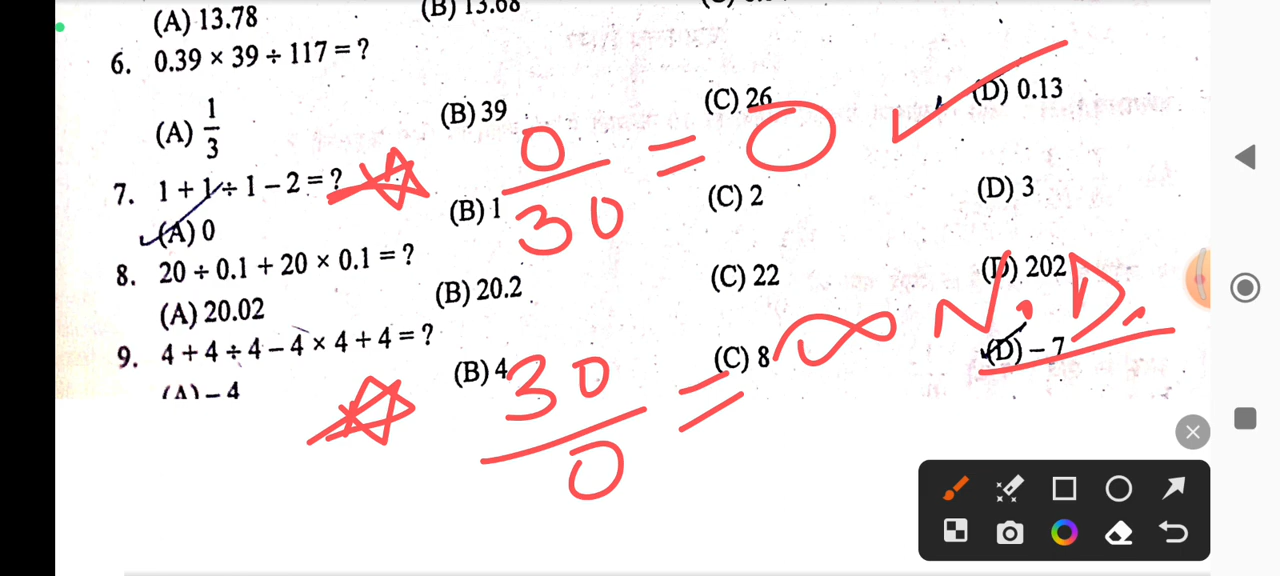 (A) 13.78 (B) 13.68
6. 0.39 × 39 ÷ 117 = ?
(A) 1/3 (B) 39 (C) 26 (D) 0.13
7. 1 + 1 ÷ 1 – 2 = ?
(A) 0 (B) 1 (C) 2 (D) 3
8. 20 ÷ 0.1 + 20 × 0.1 = ?
(A) 20.02 (B) 20.2 (C) 22 (D) 202
9. 4 + 4 ÷ 4 – 4 × 4 + 4 = ?
(A) – 4 (B) 4 (C) 8 (D) – 7
0/30 = 0
30/0 = ∞ N.D.